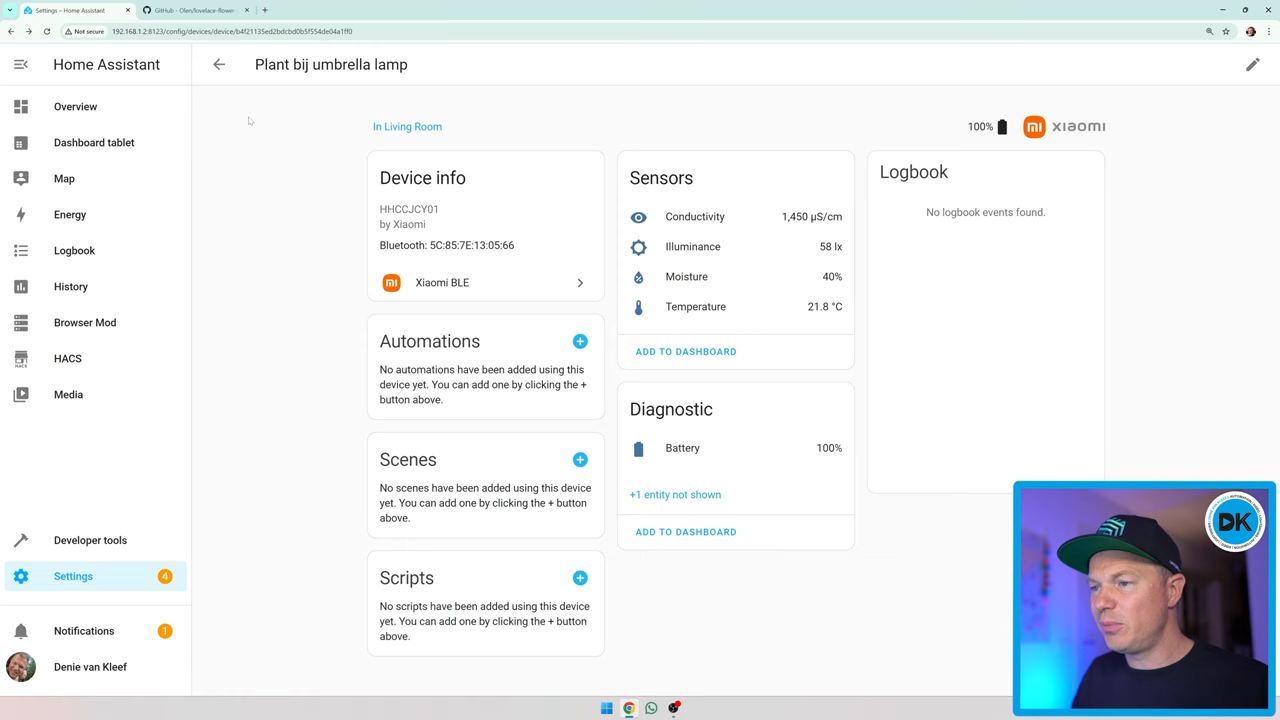 Settings – Home Assistant
GitHub - Olen/lovelace-flower-
Not secure
192.168.1.2:8123/config/devices/device/b4f21135ed2bdcbd0b5f554de04a1ff0
Home Assistant
Plant bij umbrella lamp
Overview
Dashboard tablet
Map
Energy
Logbook
History
Browser Mod
HACS
HACS
Media
Developer tools
Settings
4
Notifications
1
Denie van Kleef
In Living Room
100%
mi xiaomi
Device info
HHCCJCY01
by Xiaomi
Bluetooth: 5C:85:7E:13:05:66
mi
Xiaomi BLE
Automations
No automations have been added using this
device yet. You can add one by clicking the +
button above.
Scenes
No scenes have been added using this device
yet. You can add one by clicking the + button
above.
Scripts
No scripts have been added using this device
yet. You can add one by clicking the + button
above.
Sensors
Conductivity 1,450 µS/cm
Illuminance 58 lx
Moisture 40%
Temperature 21.8 °C
ADD TO DASHBOARD
Diagnostic
Battery 100%
+1 entity not shown
ADD TO DASHBOARD
Logbook
No logbook events found.
DK